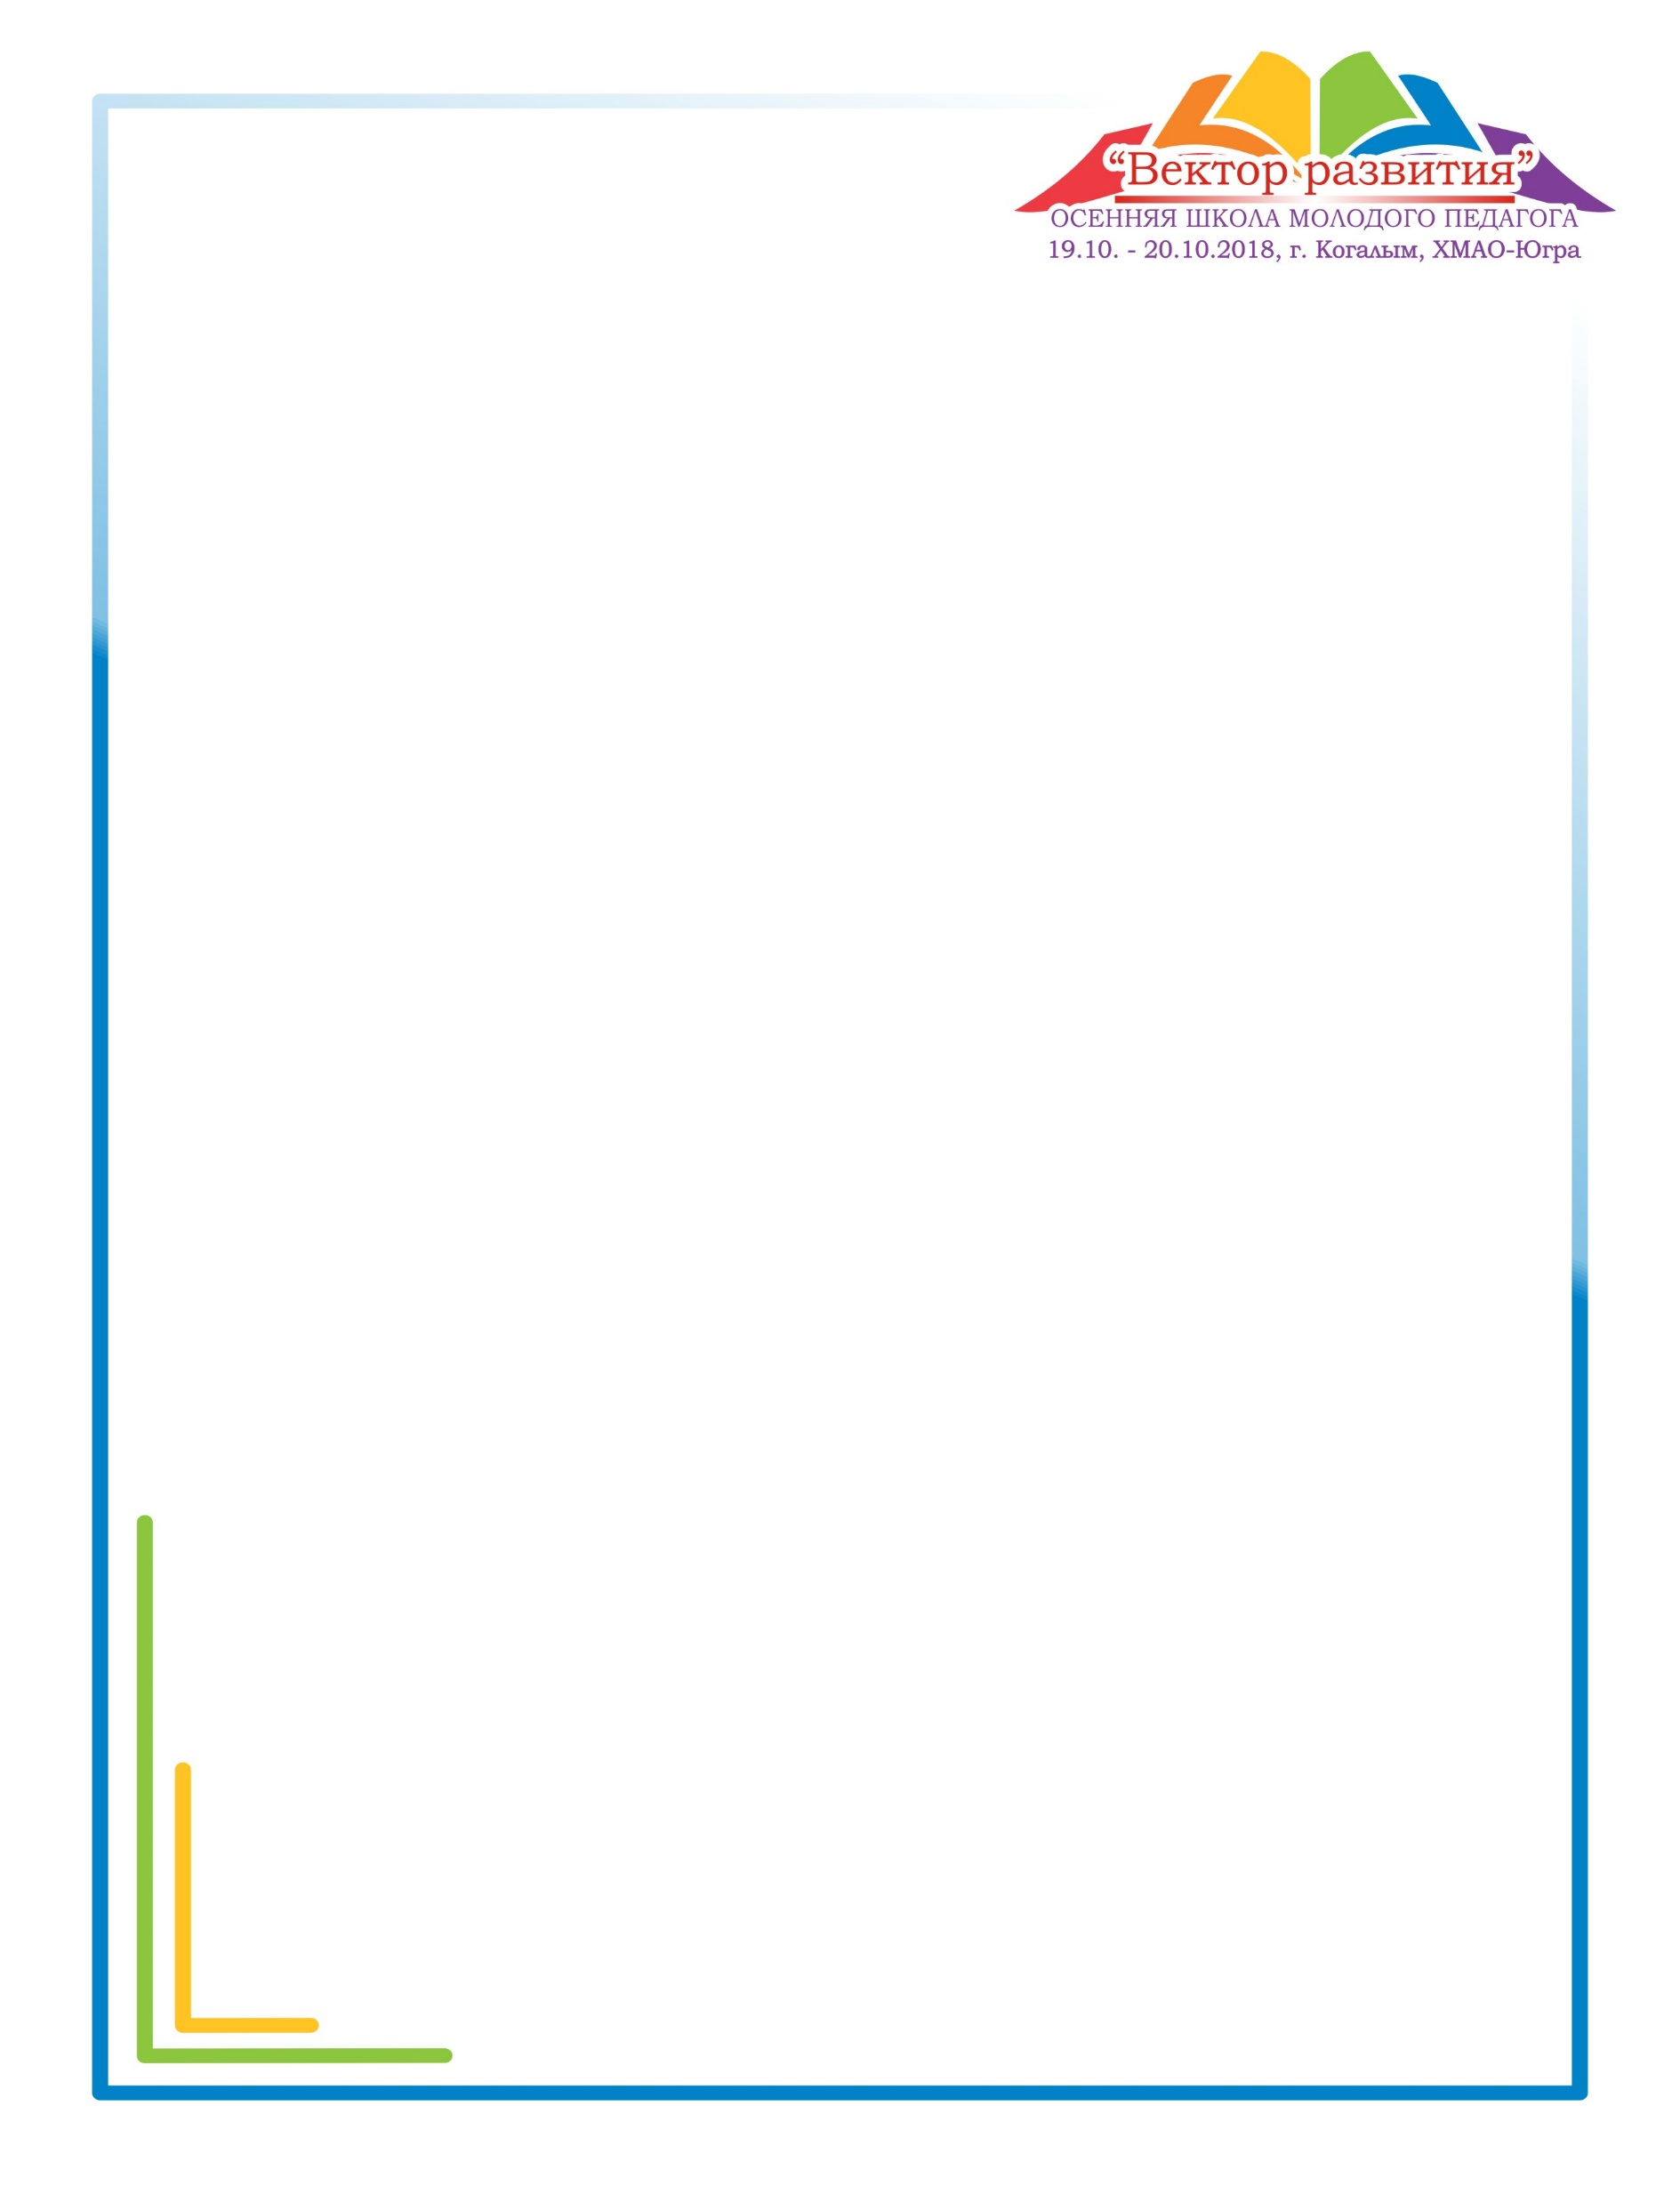 “Вектор развития”
ОСЕННЯЯ ШКОЛА МОЛОДОГО ПЕДАГОГА
19.10. - 20.10.2018, г. Когалым, ХМАО-Югра